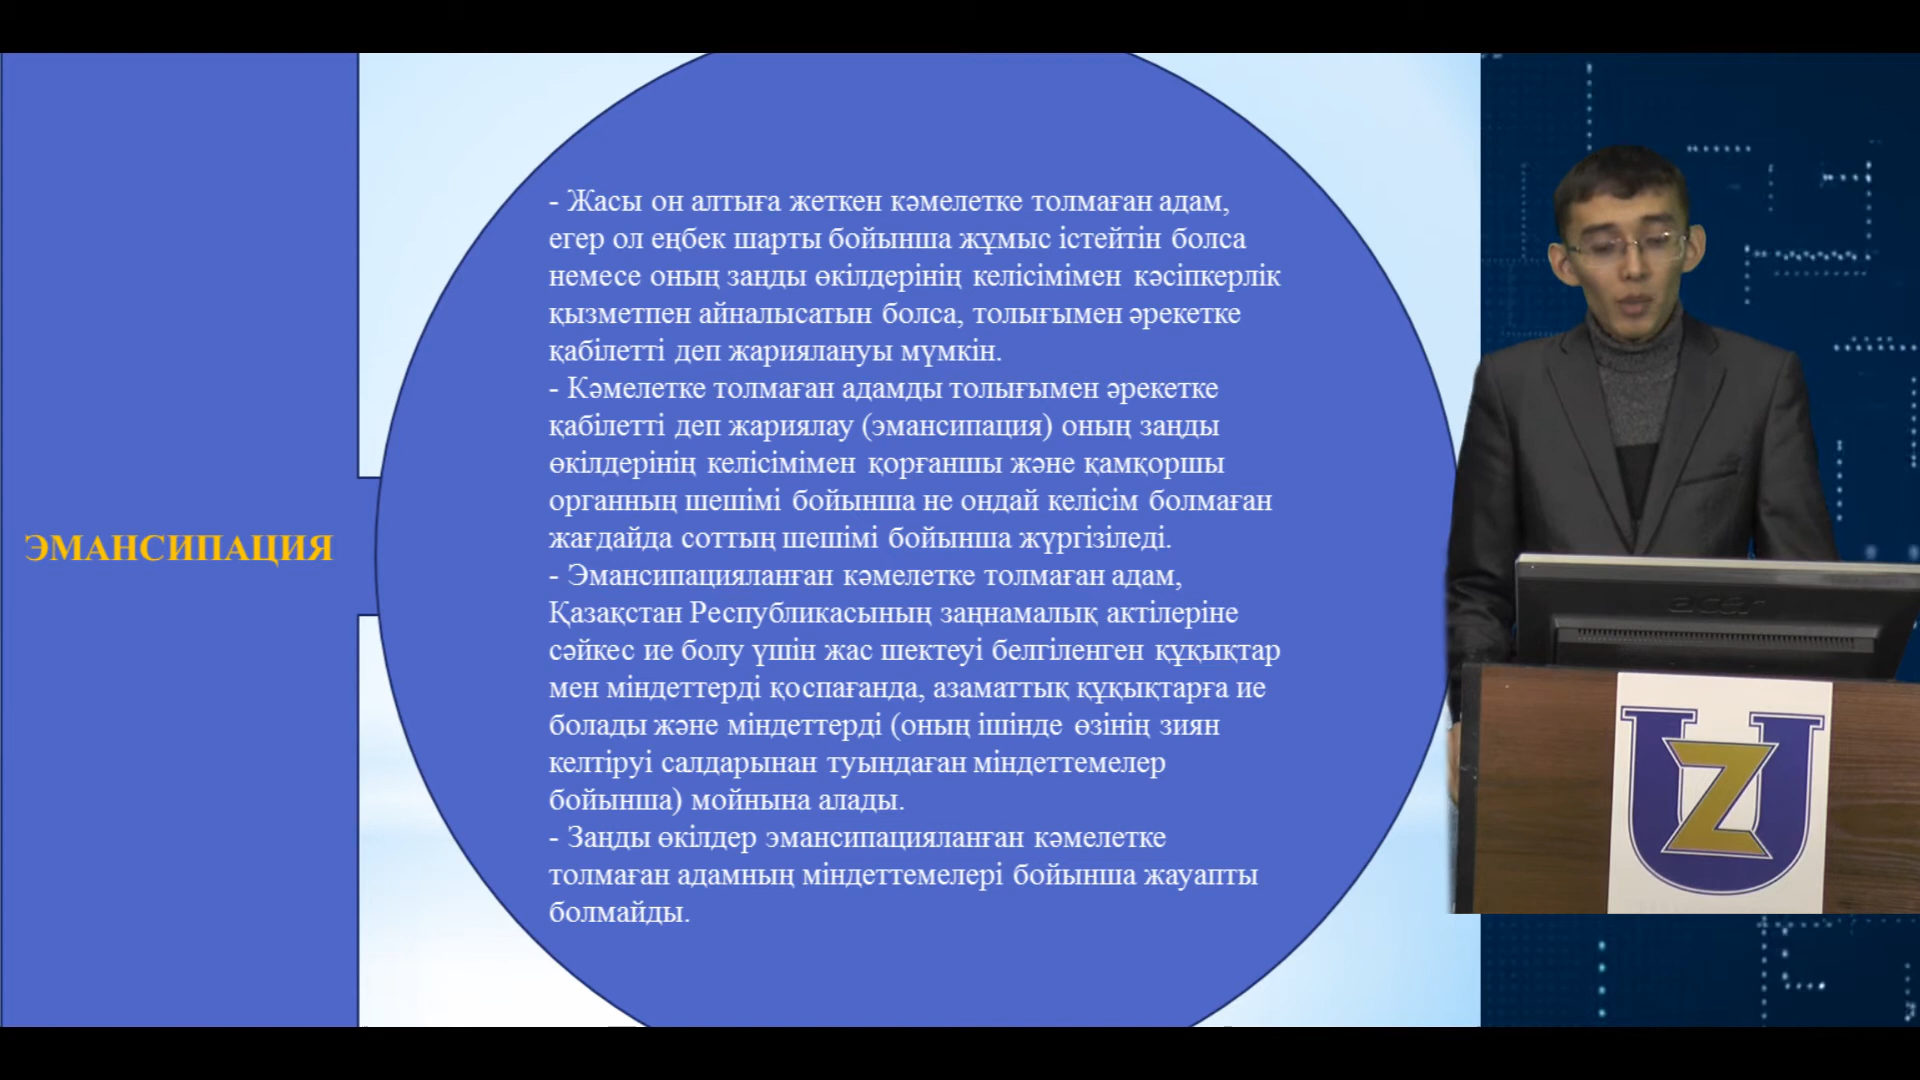 ЭМАНСИПАЦИЯ
- Жасы он алтыға жеткен кәмелетке толмаған адам,
егер ол еңбек шарты бойынша жұмыс істейтін болса
немесе оның заңды өкілдерінің келісімімен кәсіпкерлік
қызметпен айналысатын болса, толығымен әрекетке
қабілетті деп жариялануы мүмкін.
- Кәмелетке толмаған адамды толығымен әрекетке
қабілетті деп жариялау (эмансипация) оның заңды
өкілдерінің келісімімен қорғаншы және қамқоршы
органның шешімі бойынша не ондай келісім болмаған
жағдайда соттың шешімі бойынша жүргізіледі.
- Эмансипацияланған кәмелетке толмаған адам,
Қазақстан Республикасының заңнамалық актілеріне
сәйкес ие болу үшін жас шектеуі белгіленген құқықтар
мен міндеттерді қоспағанда, азаматтық құқықтарға ие
болады және міндеттерді (оның ішінде өзінің зиян
келтіруі салдарынан туындаған міндеттемелер
бойынша) мойнына алады.
- Заңды өкілдер эмансипацияланған кәмелетке
толмаған адамның міндеттемелері бойынша жауапты
болмайды.
acer
UZ